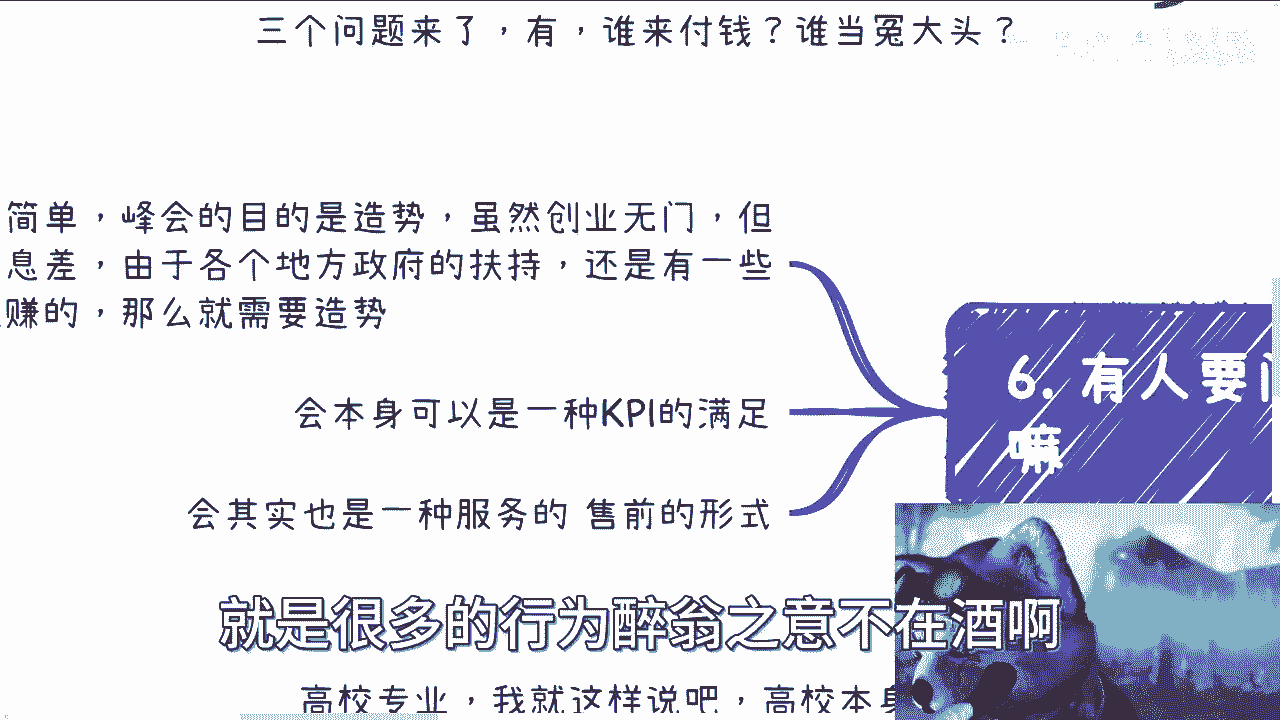 三个问题来了，有，谁来付钱？谁当冤大头？
简单，峰会的目的是造势，虽然创业无门，但
息差，由于各个地方政府的扶持，还是有一些
赚的，那么就需要造势
会本身可以是一种KPI的满足
会其实也是一种服务的 售前的形式
6. 有人要
嘛
就是很多的行为醉翁之意不在酒啊
高校专业，我就这样说吧，高校本身